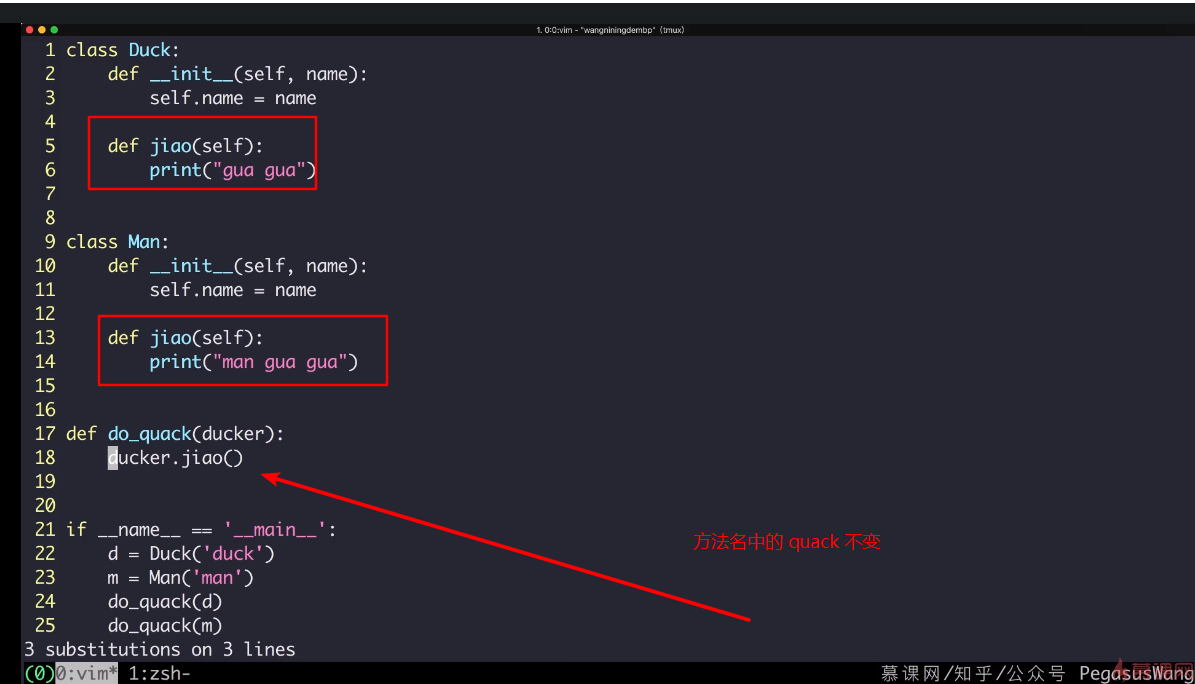 1. 0:0:vim - "wangniningdembp" (tmux)
1 class Duck:
2     def __init__(self, name):
3         self.name = name
4
5     def jiao(self):
6         print("gua gua")
7
8
9 class Man:
10     def __init__(self, name):
11         self.name = name
12
13     def jiao(self):
14         print("man gua gua")
15
16
17 def do_quack(ducker):
18     ducker.jiao()
19
20
21 if __name__ == '__main__':
方法名中的 quack 不变
22     d = Duck('duck')
23     m = Man('man')
24     do_quack(d)
25     do_quack(m)
3 substitutions on 3 lines
(0)0:vim* 1:zsh-
慕课网/知乎/公众号 PegasusWang
慕课网